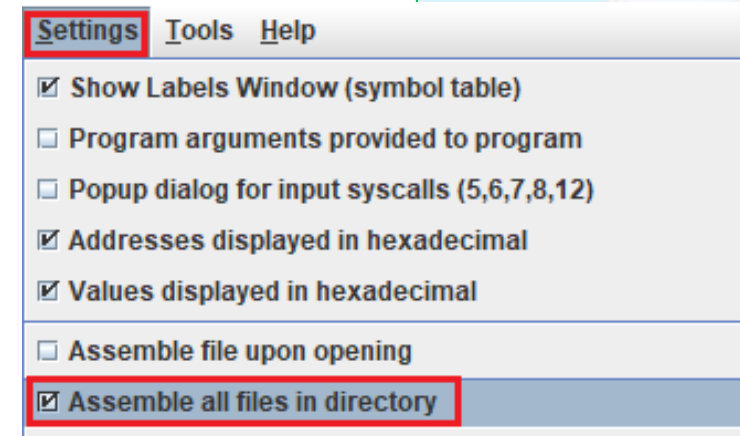 Settings Tools Help
Show Labels Window (symbol table)
Program arguments provided to program
Popup dialog for input syscalls (5,6,7,8,12)
Addresses displayed in hexadecimal
Values displayed in hexadecimal
Assemble file upon opening
Assemble all files in directory